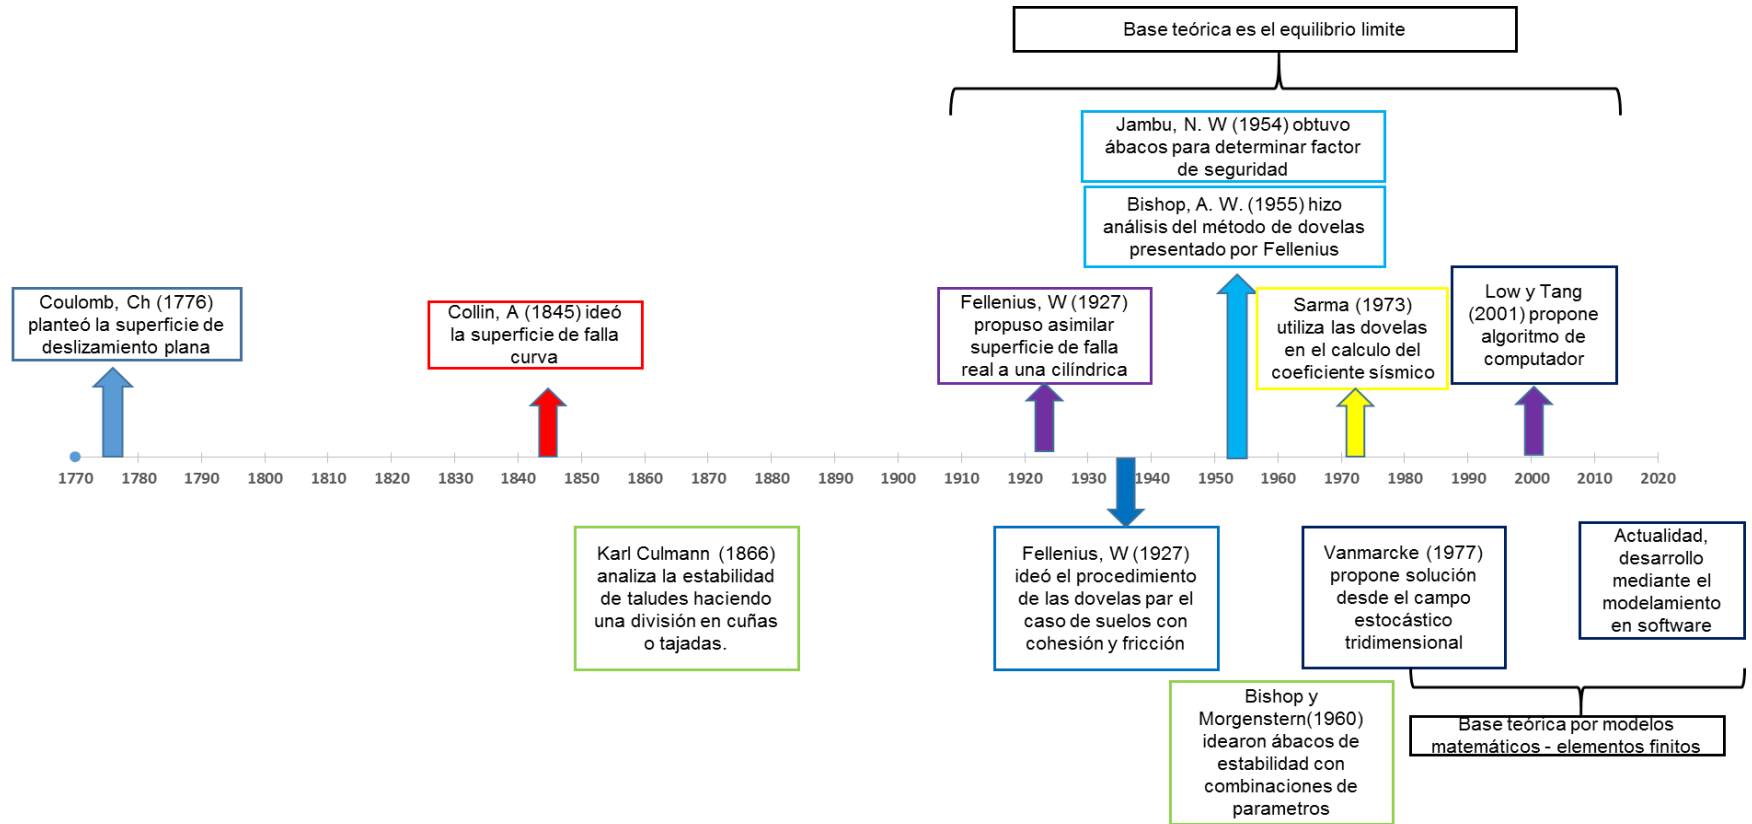 Base teórica es el equilibrio limite
Jambu, N. W (1954) obtuvo
ábacos para determinar factor
de seguridad
Bishop, A. W. (1955) hizo
análisis del método de dovelas
presentado por Fellenius
Coulomb, Ch (1776)
planteó la superficie de
deslizamiento plana
Collin, A (1845) ideó
la superficie de falla
curva
Fellenius, W (1927)
propuso asimilar
superficie de falla
real a una cilíndrica
Sarma (1973)
utiliza las dovelas
en el calculo del
coeficiente sísmico
Low y Tang
(2001) propone
algoritmo de
computador
1770 1780 1790 1800 1810 1820 1830 1840 1850 1860 1870 1880 1890 1900 1910 1920 1930 1940 1950 1960 1970 1980 1990 2000 2010 2020
Karl Culmann (1866)
analiza la estabilidad
de taludes haciendo
una división en cuñas
o tajadas.
Fellenius, W (1927)
ideó el procedimiento
de las dovelas par el
caso de suelos con
cohesión y fricción
Vanmarcke (1977)
propone solución
desde el campo
estocástico
tridimensional
Actualidad,
desarrollo
mediante el
modelamiento
en software
Bishop y
Morgenstern(1960)
idearon ábacos de
estabilidad con
combinaciones de
parametros
Base teórica por modelos
matemáticos - elementos finitos